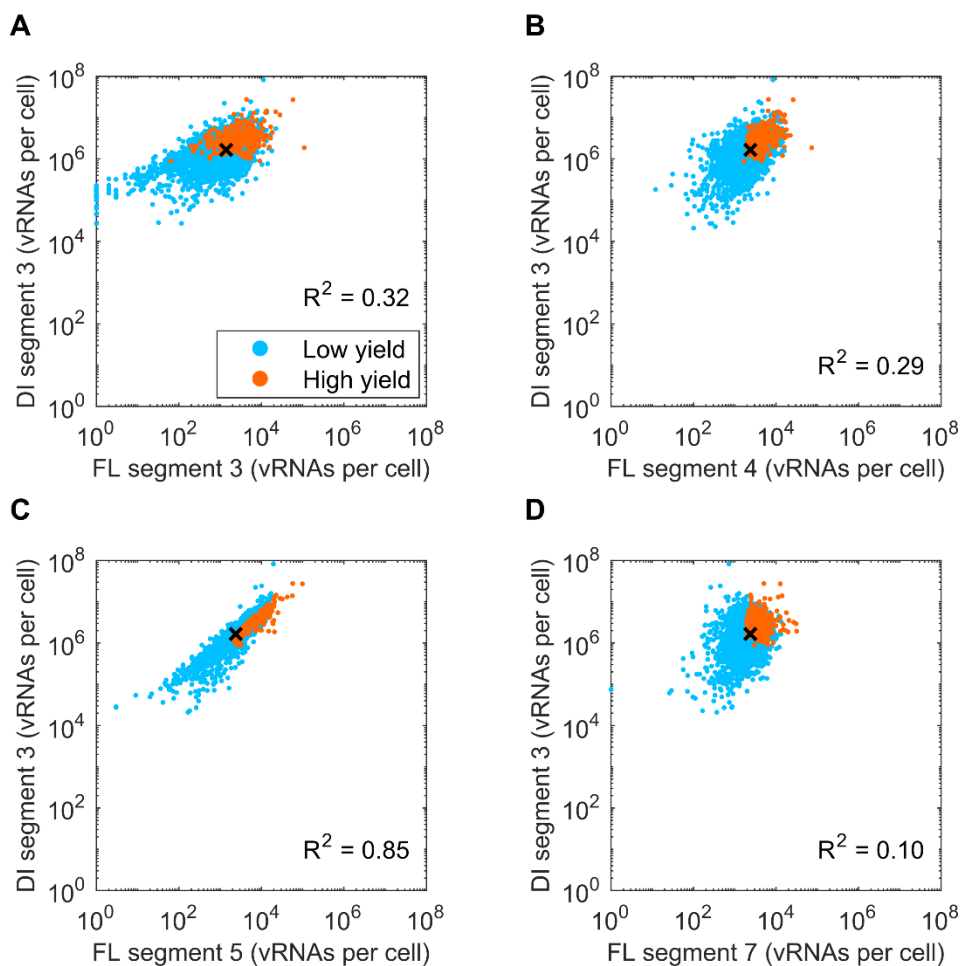 A
DI segment 3 (vRNAs per cell)
10^8
10^6
10^4
10^2
10^0
R^2 = 0.32
Low yield
High yield
10^0 10^2 10^4 10^6 10^8
FL segment 3 (vRNAs per cell)
B
DI segment 3 (vRNAs per cell)
10^8
10^6
10^4
10^2
10^0
R^2 = 0.29
10^0 10^2 10^4 10^6 10^8
FL segment 4 (vRNAs per cell)
C
DI segment 3 (vRNAs per cell)
10^8
10^6
10^4
10^2
10^0
R^2 = 0.85
10^0 10^2 10^4 10^6 10^8
FL segment 5 (vRNAs per cell)
D
DI segment 3 (vRNAs per cell)
10^8
10^6
10^4
10^2
10^0
R^2 = 0.10
10^0 10^2 10^4 10^6 10^8
FL segment 7 (vRNAs per cell)